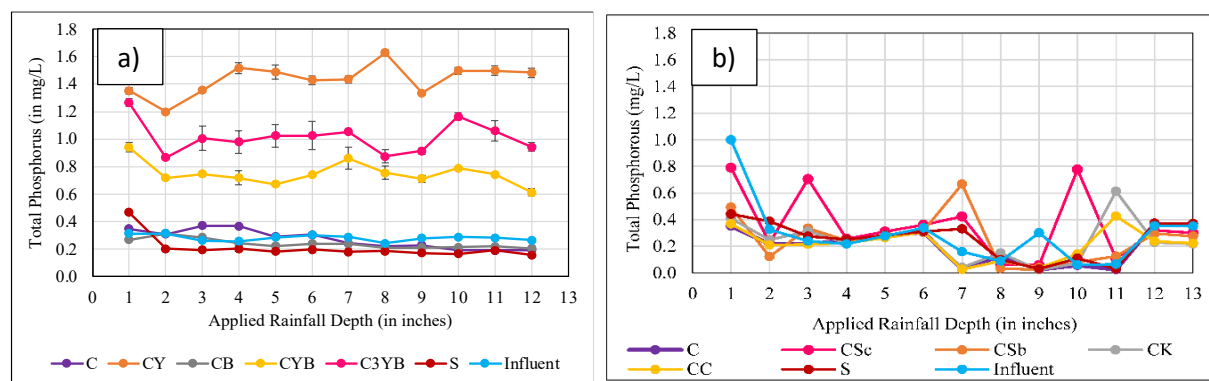 a)
Total Phosphorus (in mg/L)
1.8
1.6
1.4
1.2
1.0
0.8
0.6
0.4
0.2
0.0
0 1 2 3 4 5 6 7 8 9 10 11 12 13
Applied Rainfall Depth (in inches)
C CY CB CYB C3YB S Influent
b)
Total Phosphorous (mg/L)
1.8
1.6
1.4
1.2
1.0
0.8
0.6
0.4
0.2
0.0
0 1 2 3 4 5 6 7 8 9 10 11 12 13
Applied Rainfall Depth (in inches)
C CSc CSb CK
CC S Influent